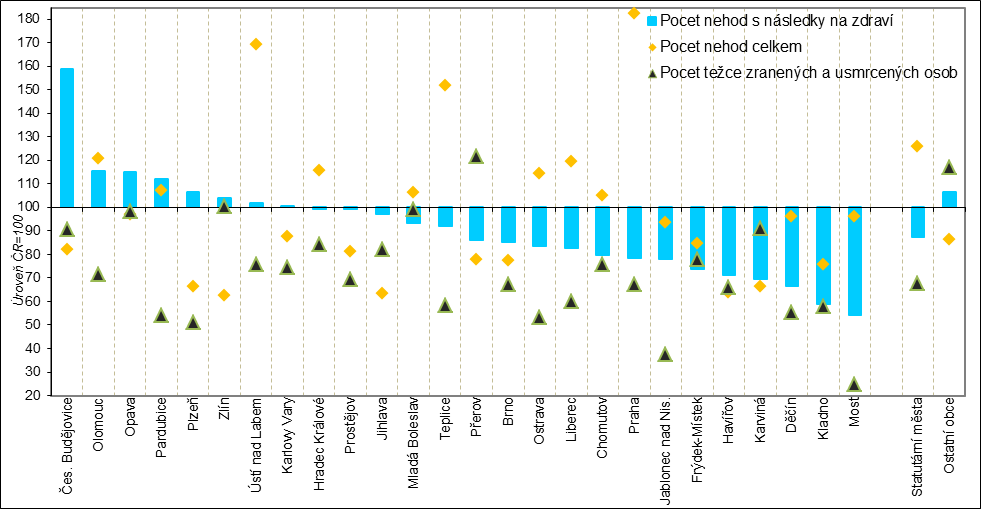 180
170
160
150
140
130
120
110
100
90
80
70
60
50
40
30
20
Úroveň ČR=100
Pocet nehod s následky na zdraví
Pocet nehod celkem
Pocet težce zranených a usmrcených osob
Čes. Budějovice
Olomouc
Opava
Pardubice
Plzeň
Zlín
Ústí nad Labem
Karlovy Vary
Hradec Králové
Prostějov
Jihlava
Mladá Boleslav
Teplice
Přerov
Brno
Ostrava
Liberec
Chomutov
Praha
Jablonec nad Nis.
Frýdek-Místek
Havířov
Karviná
Děčín
Kladno
Most
Statutární města
Ostatní obce